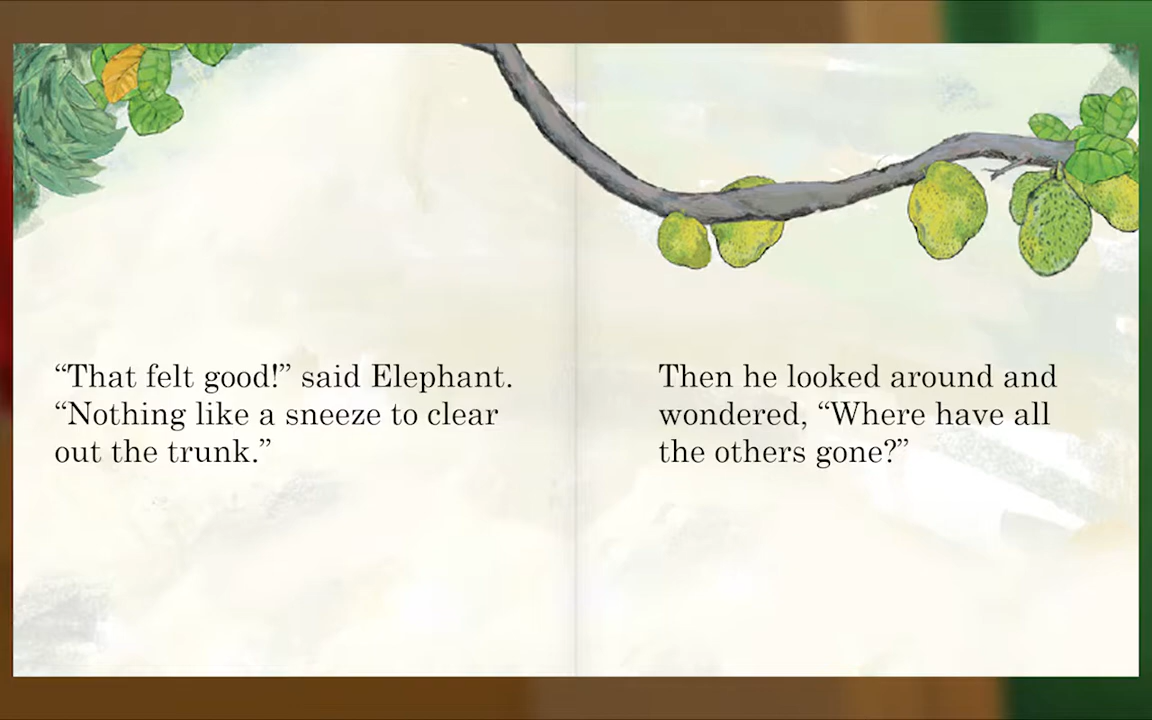 “That felt good!” said Elephant.
“Nothing like a sneeze to clear
out the trunk.”
Then he looked around and
wondered, “Where have all
the others gone?”